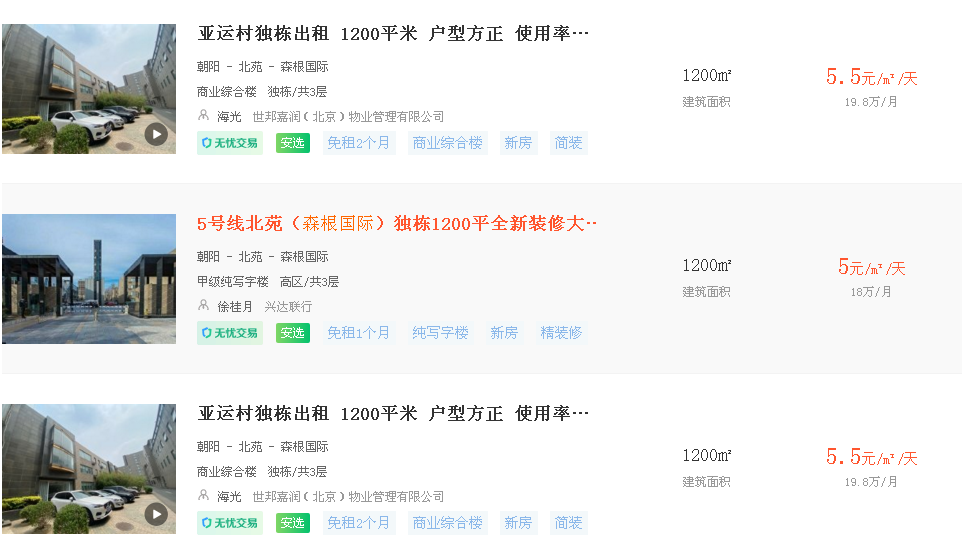 亚运村独栋出租 1200平米 户型方正 使用率···
朝阳 - 北苑 - 森根国际
商业综合楼 独栋/共3层
海光 世邦嘉润(北京)物业管理有限公司
无忧交易 安选 免租2个月 商业综合楼 新房 简装
1200m²
建筑面积
5.5元/m²/天
19.8万/月
5号线北苑（森根国际）独栋1200平全新装修大··
朝阳 - 北苑 - 森根国际
甲级纯写字楼 高区/共3层
徐桂月 兴达联行
无忧交易 安选 免租1个月 纯写字楼 新房 精装修
1200m²
建筑面积
5元/m²/天
18万/月
亚运村独栋出租 1200平米 户型方正 使用率···
朝阳 - 北苑 - 森根国际
商业综合楼 独栋/共3层
海光 世邦嘉润(北京)物业管理有限公司
无忧交易 安选 免租2个月 商业综合楼 新房 简装
1200m²
建筑面积
5.5元/m²/天
19.8万/月